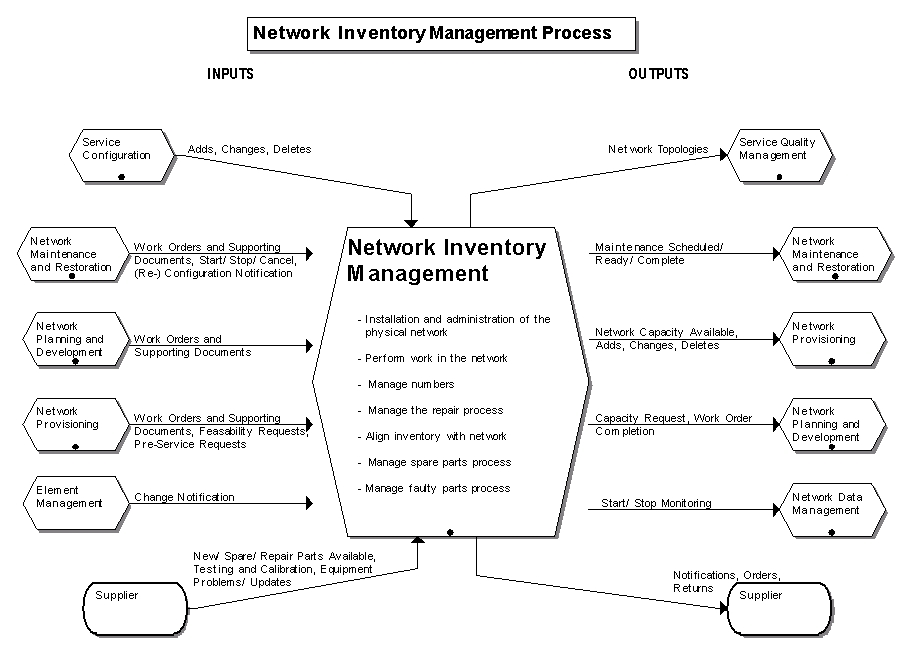 Network Inventory Management Process
INPUTS
OUTPUTS
Service
Configuration
Adds, Changes, Deletes
Network Topologies
Service Quality
Management
Network
Maintenance
and Restoration
Work Orders and Supporting
Documents, Start/ Stop/ Cancel,
(Re-) Configuration Notification
Network
Planning and
Development
Work Orders and
Supporting Documents
Network
Provisioning
Work Orders and Supporting
Documents, Feasability Requests,
Pre-Service Requests
Element
Management
Change Notification
New/ Spare/ Repair Parts Available,
Testing and Calibration, Equipment
Problems/ Updates
Supplier
Network Inventory
Management
- Installation and administration of the
physical network
- Perform work in the network
- Manage numbers
- Manage the repair process
- Align inventory with network
- Manage spare parts process
- Manage faulty parts process
Maintenance Scheduled/
Ready/ Complete
Network
Maintenance
and Restoration
Network Capacity Available,
Adds, Changes, Deletes
Network
Provisioning
Capacity Request, Work Order
Completion
Network
Planning and
Development
Start/ Stop Monitoring
Network Data
Management
Notifications, Orders,
Returns
Supplier